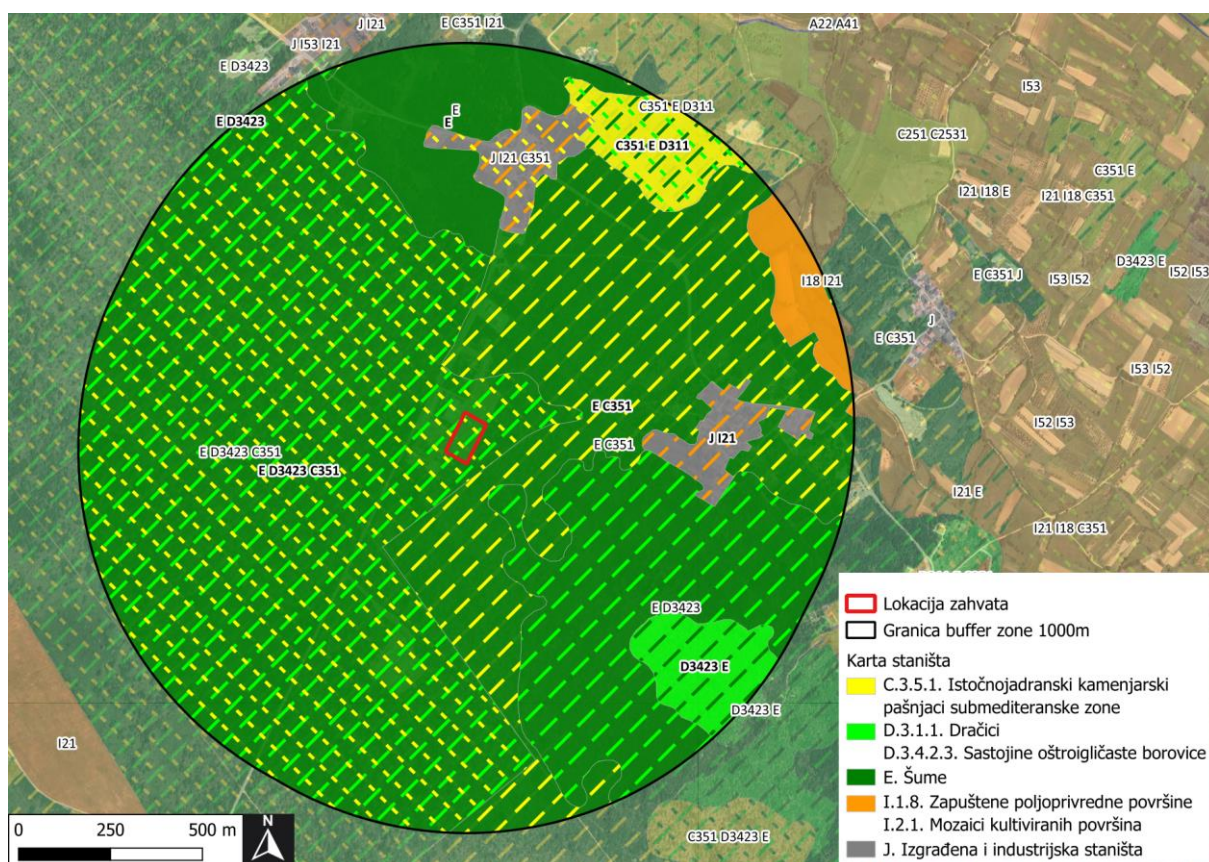 J I21
E C351 I21
A22 A41
J I53 I21
E D3423
I53
C351 E D311
E D3423
E
E
C251 C2531
C351 E D311
J I21 C351
C351 E
I21 I18 E
I21 I18 C351
D3423 E
I52 I53
E C351 J
I53 I52
I18 I21
J
E C351
I53 I52
E C351
J I21
E C351
I52 I53
E D3423 C351
E D3423 C351
I21 E
I21 I18 C351
E D3423
D3423 E
D3423 E
I21
C351 D3423 E
Lokacija zahvata
Granica buffer zone 1000m
Karta staništa
C.3.5.1. Istočnojadranski kamenjarski
pašnjaci submediteranske zone
D.3.1.1. Dračici
D.3.4.2.3. Sastojine oštroigličaste borovice
E. Šume
I.1.8. Zapuštene poljoprivredne površine
I.2.1. Mozaici kultiviranih površina
J. Izgrađena i industrijska staništa
0 250 500 m
N